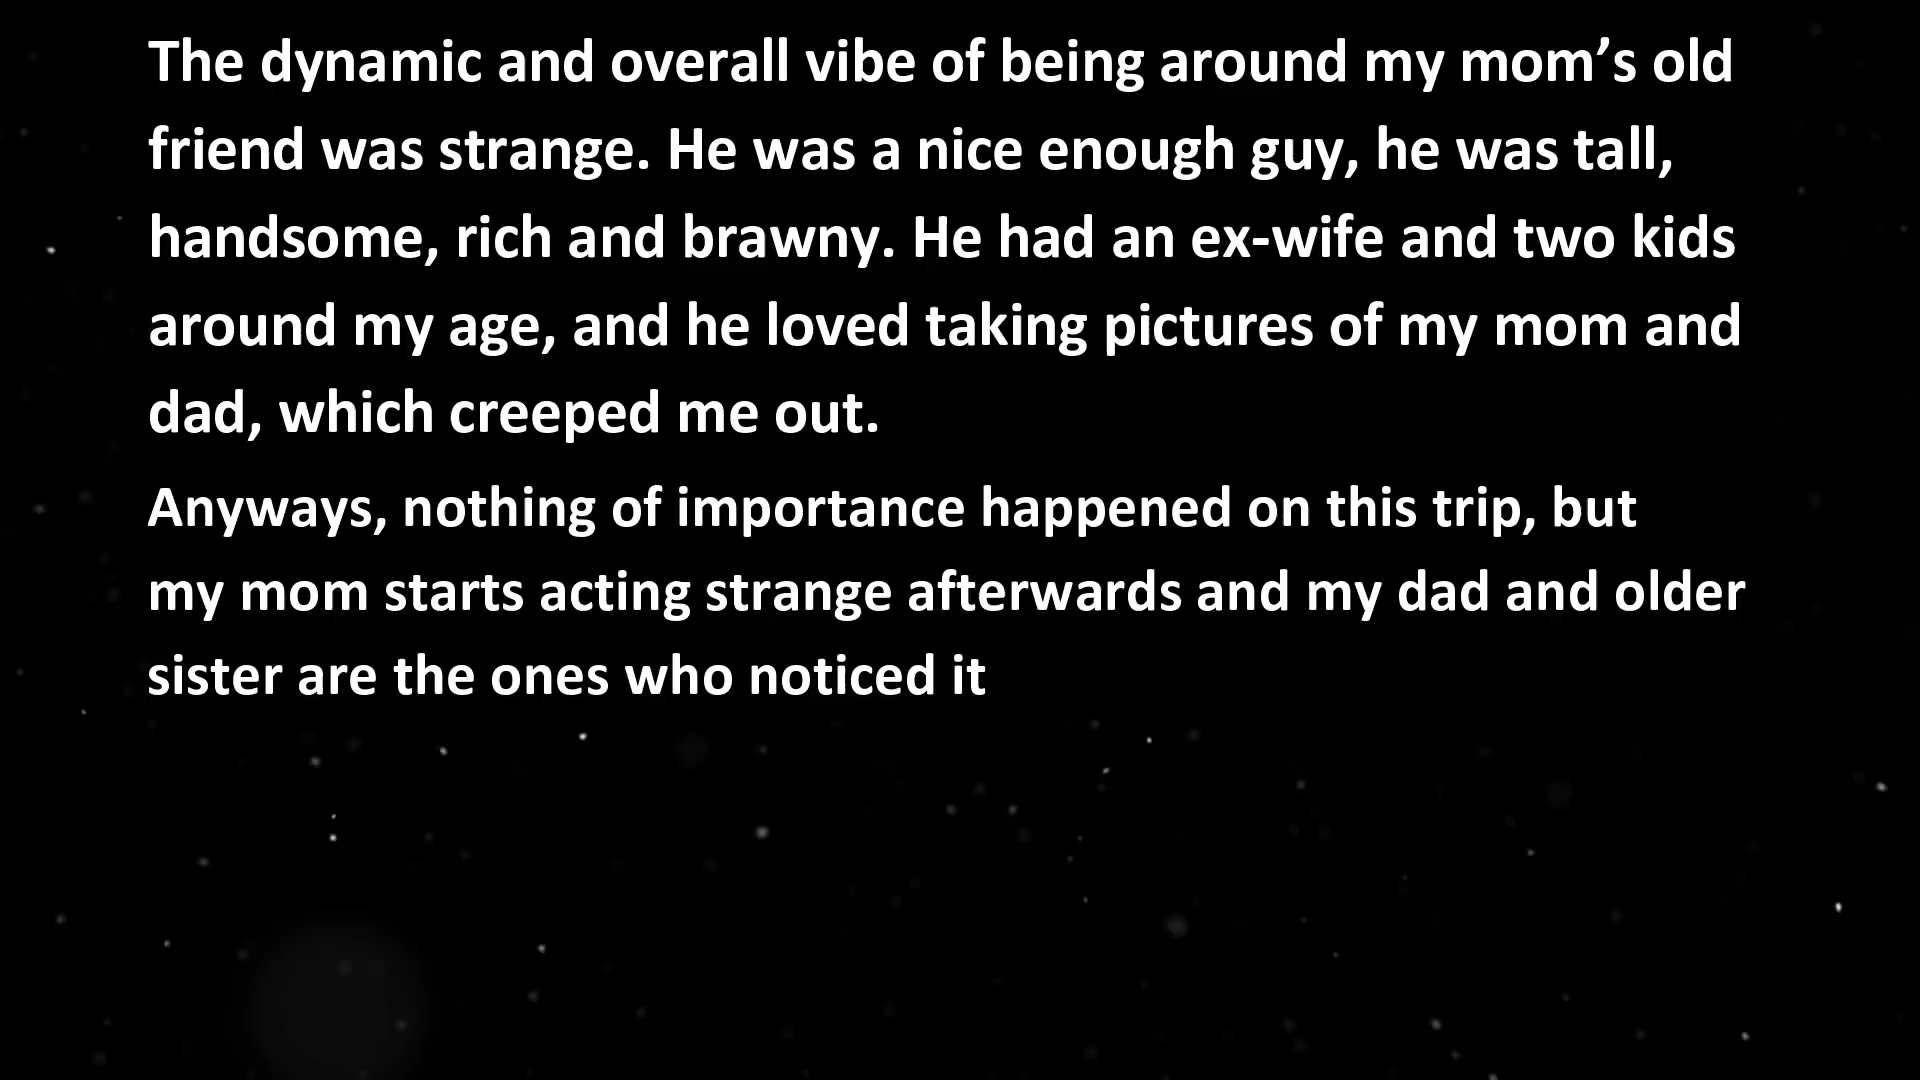 The dynamic and overall vibe of being around my mom’s old
friend was strange. He was a nice enough guy, he was tall,
handsome, rich and brawny. He had an ex-wife and two kids
around my age, and he loved taking pictures of my mom and
dad, which creeped me out.
Anyways, nothing of importance happened on this trip, but
my mom starts acting strange afterwards and my dad and older
sister are the ones who noticed it